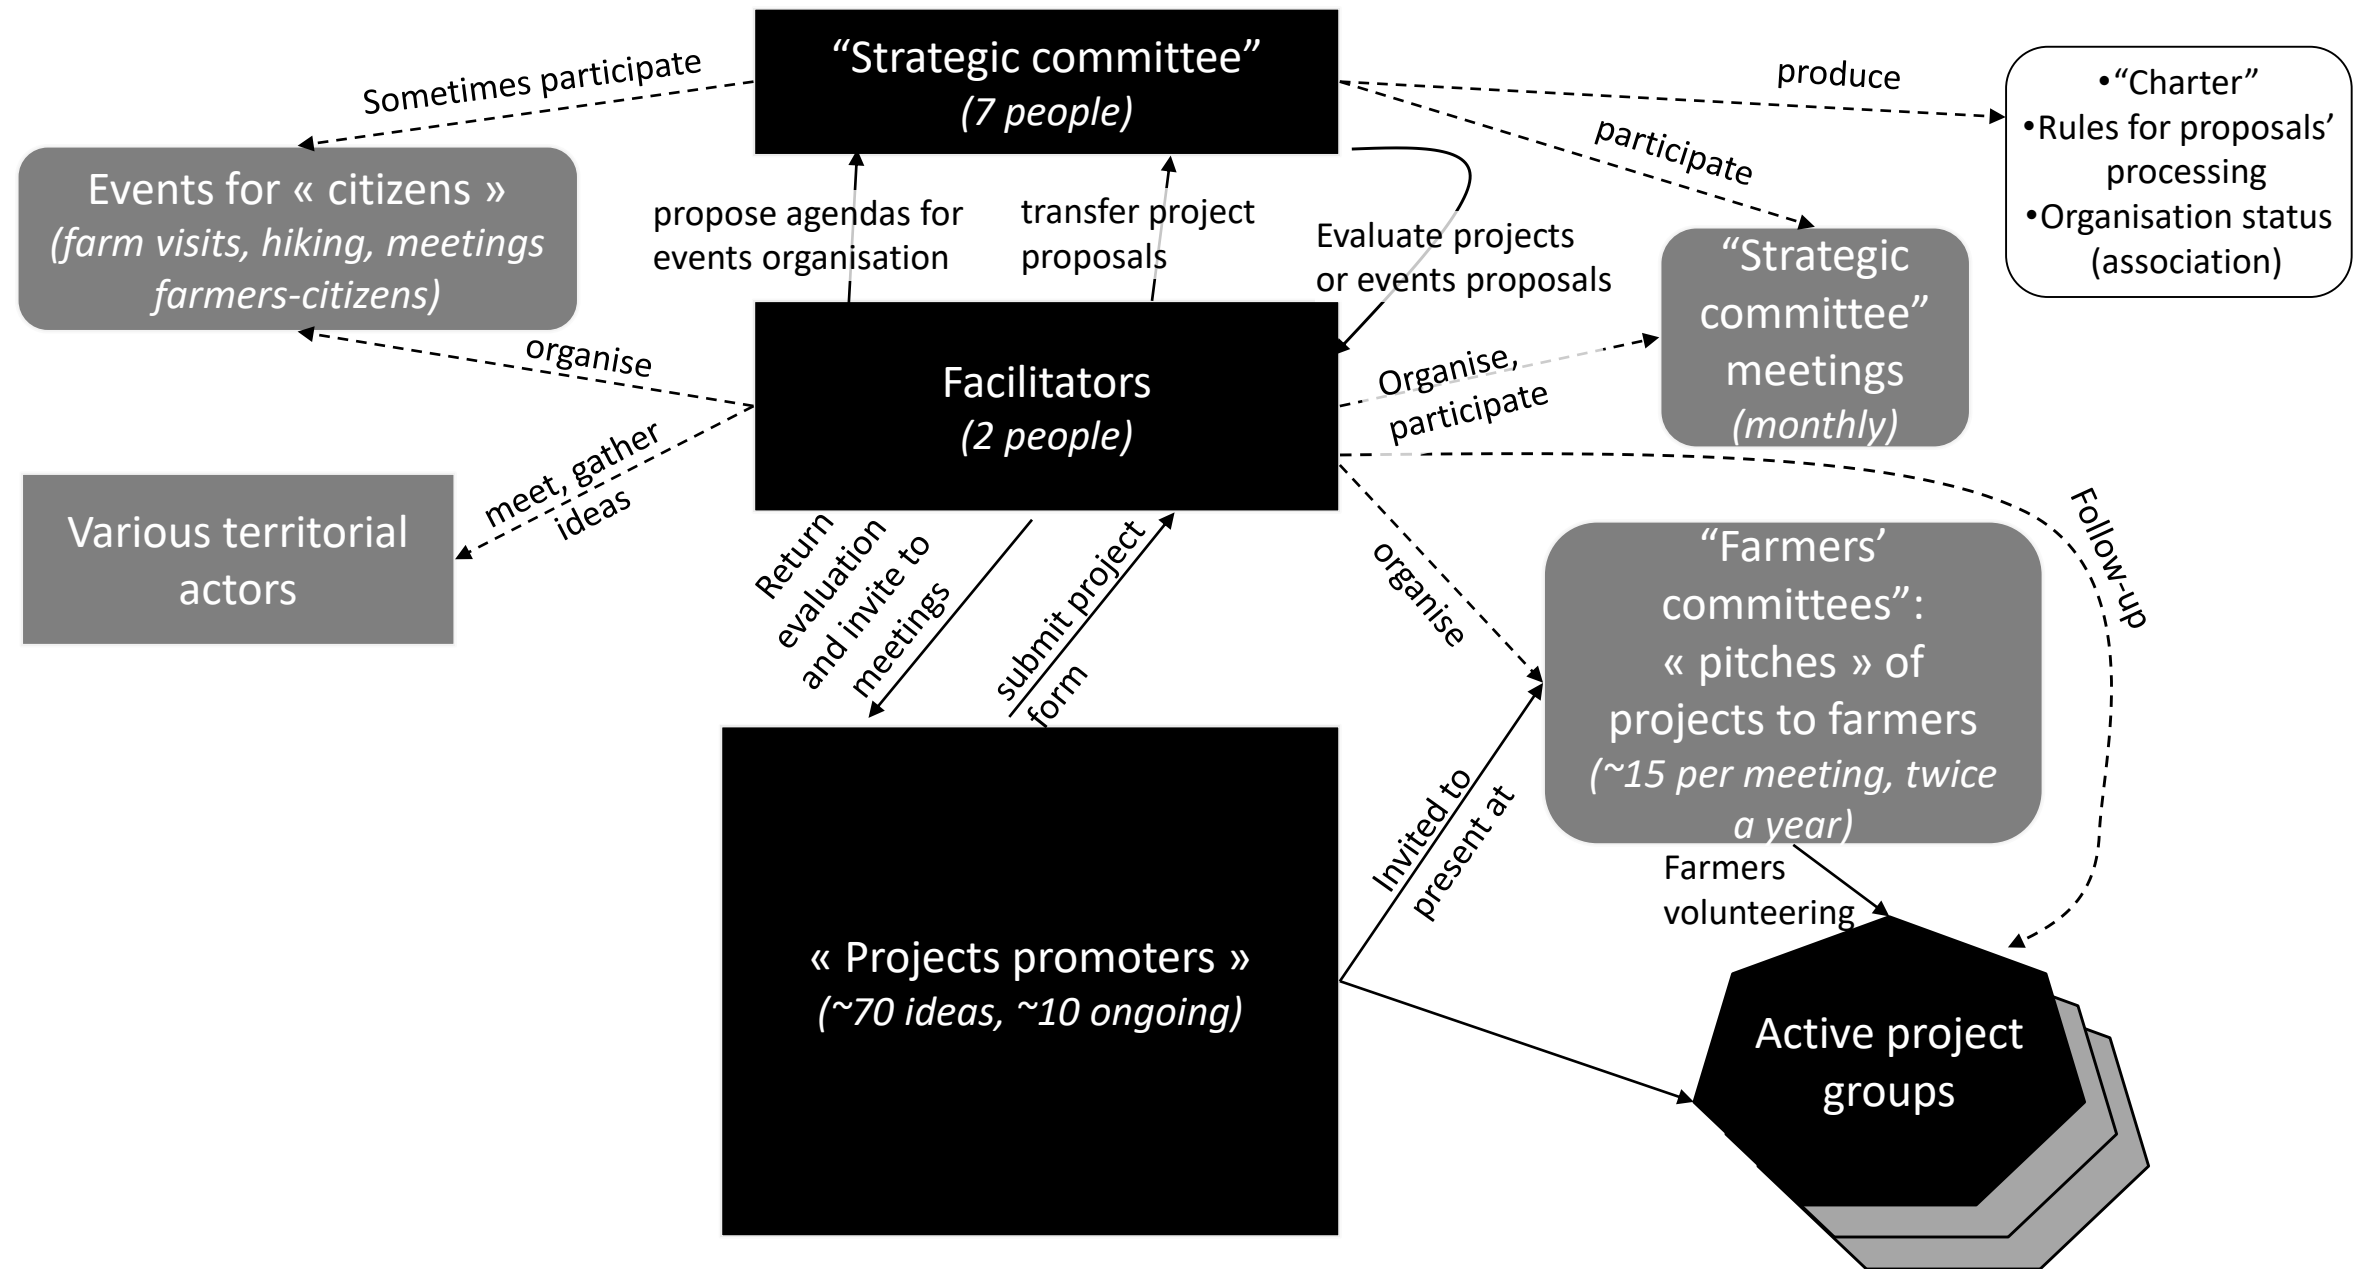 “Strategic committee”
(7 people)
Sometimes participate
produce
•“Charter”
•Rules for proposals’
processing
•Organisation status
(association)
participate
Events for « citizens »
(farm visits, hiking, meetings
farmers-citizens)
propose agendas for
events organisation
transfer project
proposals
Evaluate projects
or events proposals
“Strategic
committee”
meetings
(monthly)
organise
Facilitators
(2 people)
Organise,
participate
meet, gather
ideas
Various territorial
actors
Return
evaluation
and invite to
meetings
submit project
form
organise
Follow-up
“Farmers’
committees”:
« pitches » of
projects to farmers
(~15 per meeting, twice
a year)
Invited to
present at
Farmers
volunteering
« Projects promoters »
(~70 ideas, ~10 ongoing)
Active project
groups